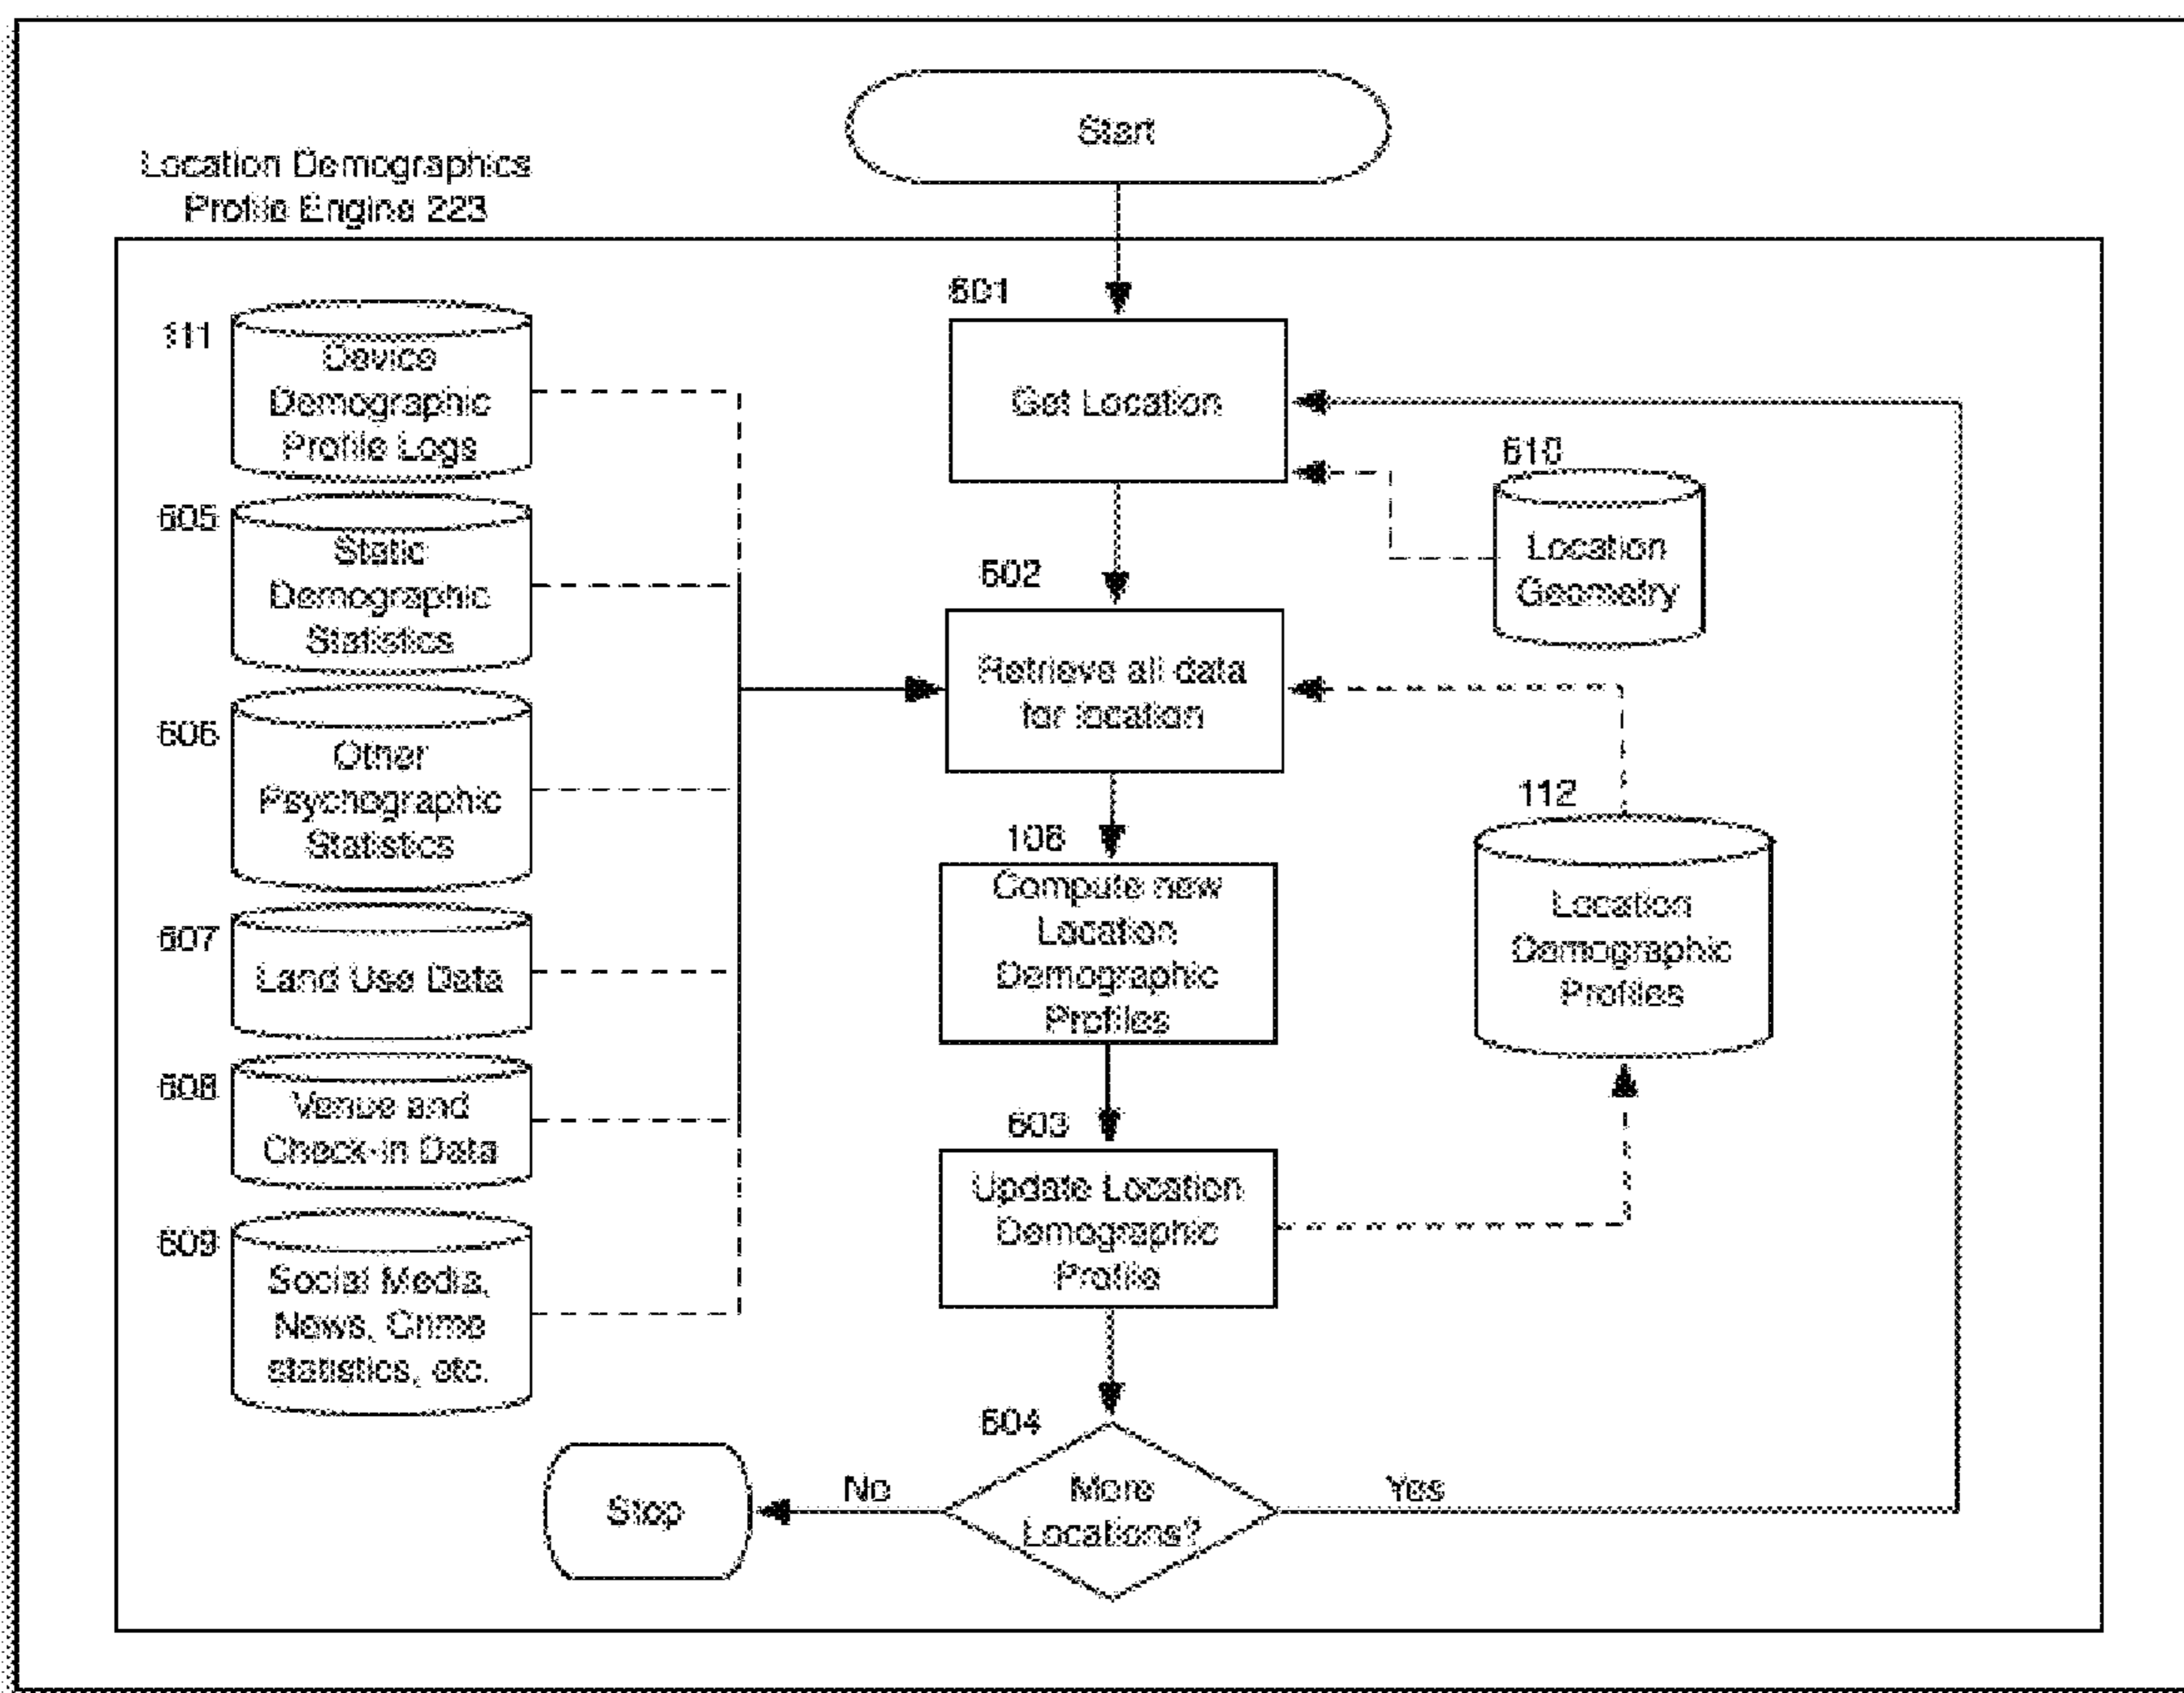 Start
Location Demographics
Profile Engine 223
111
Device
Demographic
Profile Logs
605
Static
Demographic
Statistics
606
Other
Psychographic
Statistics
607
Land Use Data
608
Venue and
Check-in Data
609
Social Media,
News, Crime
statistics, etc.
601
Get Location
610
Location
Geometry
602
Retrieve all data
for location
106
Compute new
Location
Demographic
Profiles
112
Location
Demographic
Profiles
603
Update Location
Demographic
Profile
604
More
Locations?
No
Yes
Stop